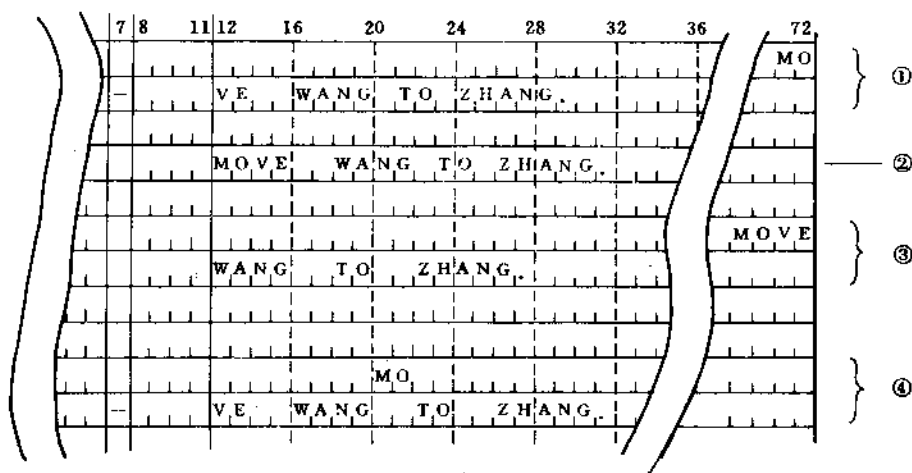 7 8 11 12 16 20 24 28 32 36 72
MO ①
- VE WANG TO ZHANG.
MOVE WANG TO ZHANG. ②
MOVE ③
WANG TO ZHANG.
MO ④
- VE WANG TO ZHANG.